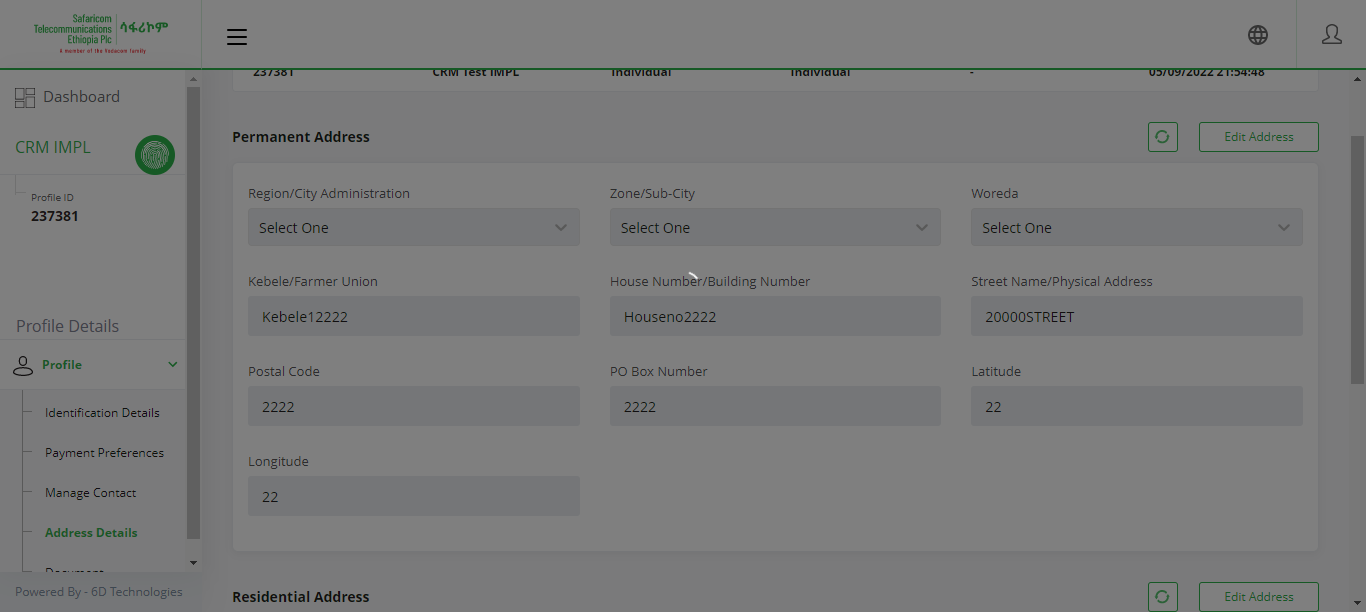 Safaricom
Telecommunications
Ethiopia Plc
ሳፋሪኮም
A member of the Vodacom family
Dashboard
CRM IMPL
Profile ID
237381
Profile Details
Profile
Identification Details
Payment Preferences
Manage Contact
Address Details
Document
Powered By - 6D Technologies
237381 CRM Test IMPL Individual Individual - 05/09/2022 21:54:48
Permanent Address Edit Address
Region/City Administration Zone/Sub-City Woreda
Select One Select One Select One
Kebele/Farmer Union House Number/Building Number Street Name/Physical Address
Kebele12222 Houseno2222 20000STREET
Postal Code PO Box Number Latitude
2222 2222 22
Longitude
22
Residential Address Edit Address